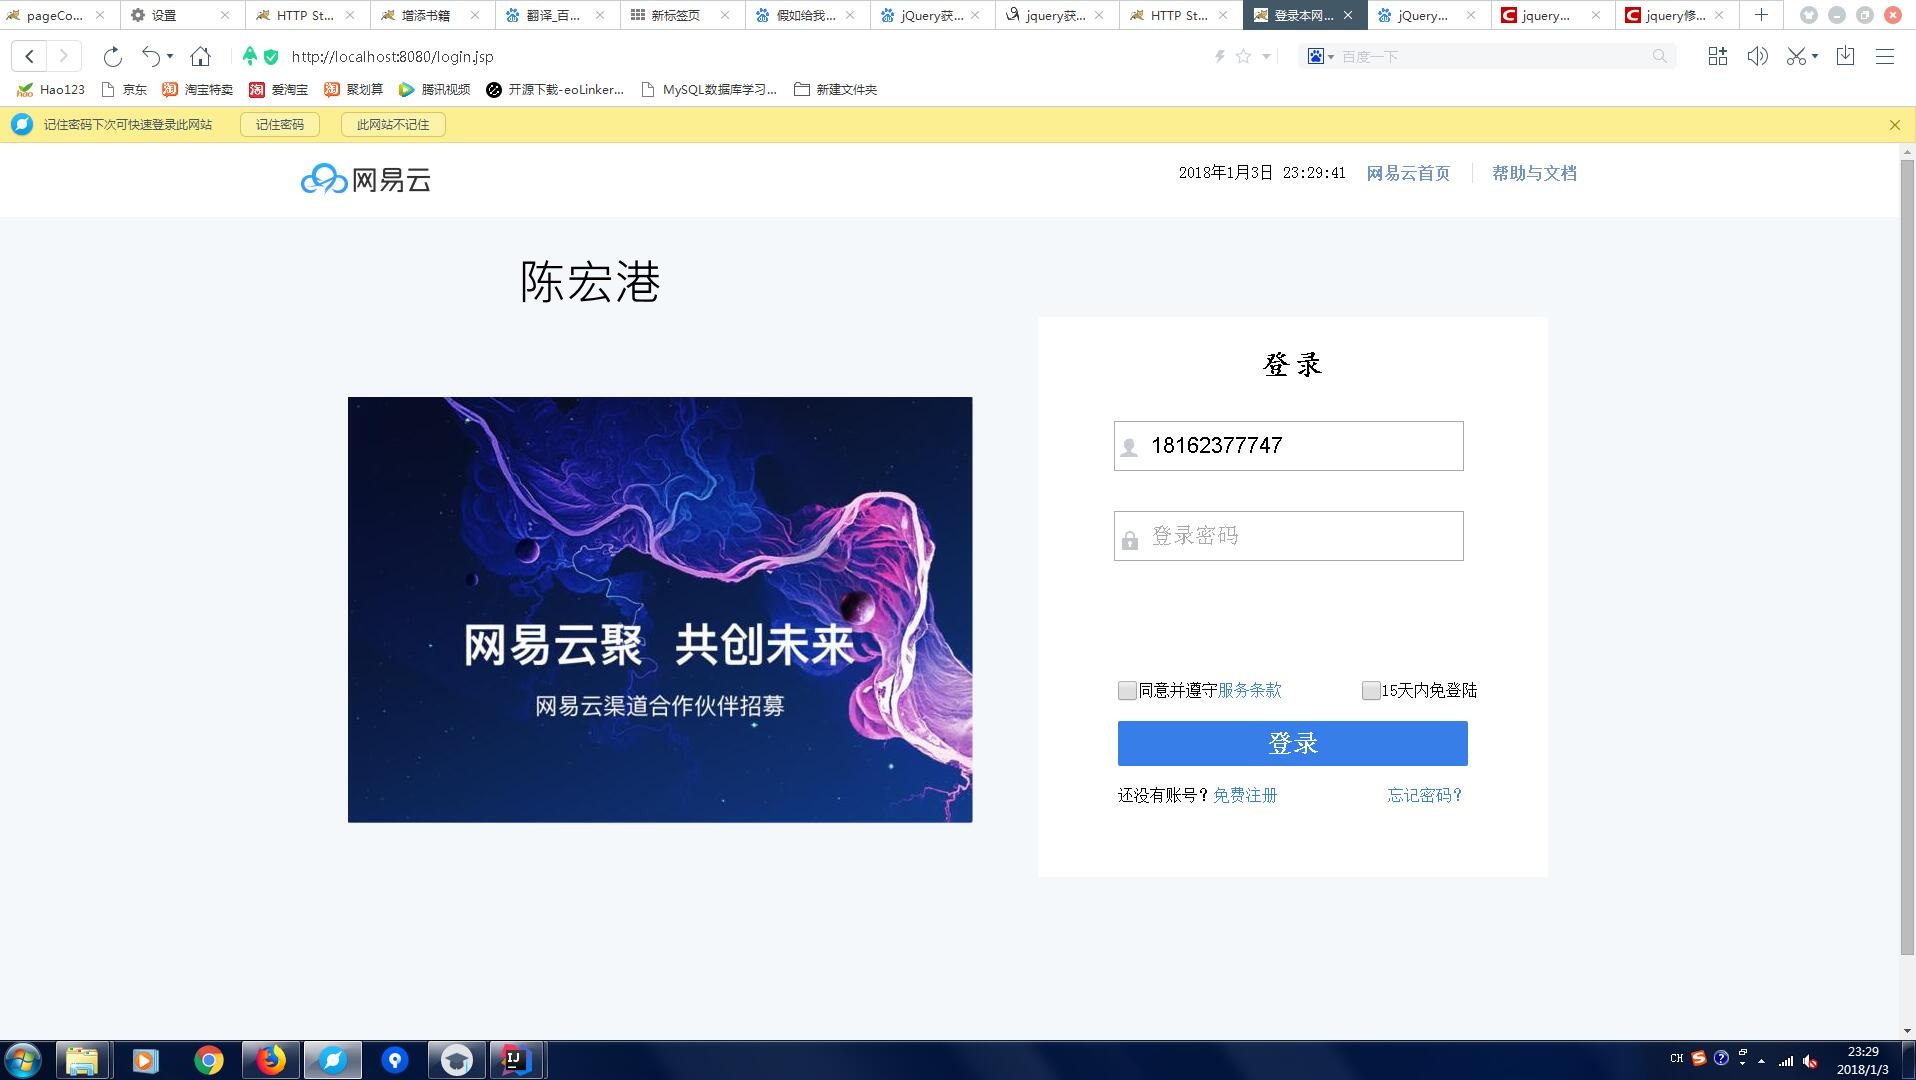 pageCo...
设置
HTTP St...
增添书籍
翻译_百...
新标签页
假如给我...
jQuery获...
jquery获...
HTTP St...
登录本网...
jQuery...
jquery...
jquery修...
http://localhost:8080/login.jsp
百度一下
Hao123
京东
淘宝特卖
爱淘宝
聚划算
腾讯视频
开源下载-eoLinker...
MySQL数据库学习...
新建文件夹
记住密码下次可快速登录此网站
记住密码
此网站不记住
网易云
2018年1月3日 23:29:41
网易云首页
帮助与文档
陈宏港
网易云聚 共创未来
网易云渠道合作伙伴招募
登录
18162377747
登录密码
同意并遵守服务条款
15天内免登陆
登录
还没有账号？免费注册
忘记密码？
CH
23:29
2018/1/3